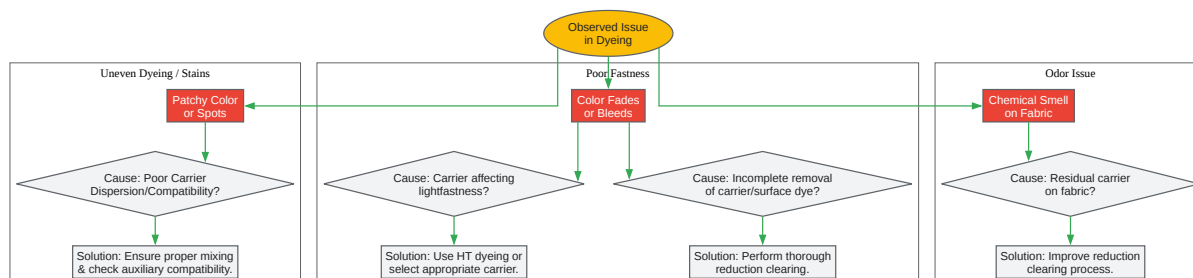 Observed Issue
in Dyeing
Uneven Dyeing / Stains
Poor Fastness
Odor Issue
Patchy Color
or Spots
Color Fades
or Bleeds
Chemical Smell
on Fabric
Cause: Poor Carrier
Dispersion/Compatibility?
Cause: Carrier affecting
lightfastness?
Cause: Incomplete removal
of carrier/surface dye?
Cause: Residual carrier
on fabric?
Solution: Ensure proper mixing
& check auxiliary compatibility.
Solution: Use HT dyeing or
select appropriate carrier.
Solution: Perform thorough
reduction clearing.
Solution: Improve reduction
clearing process.